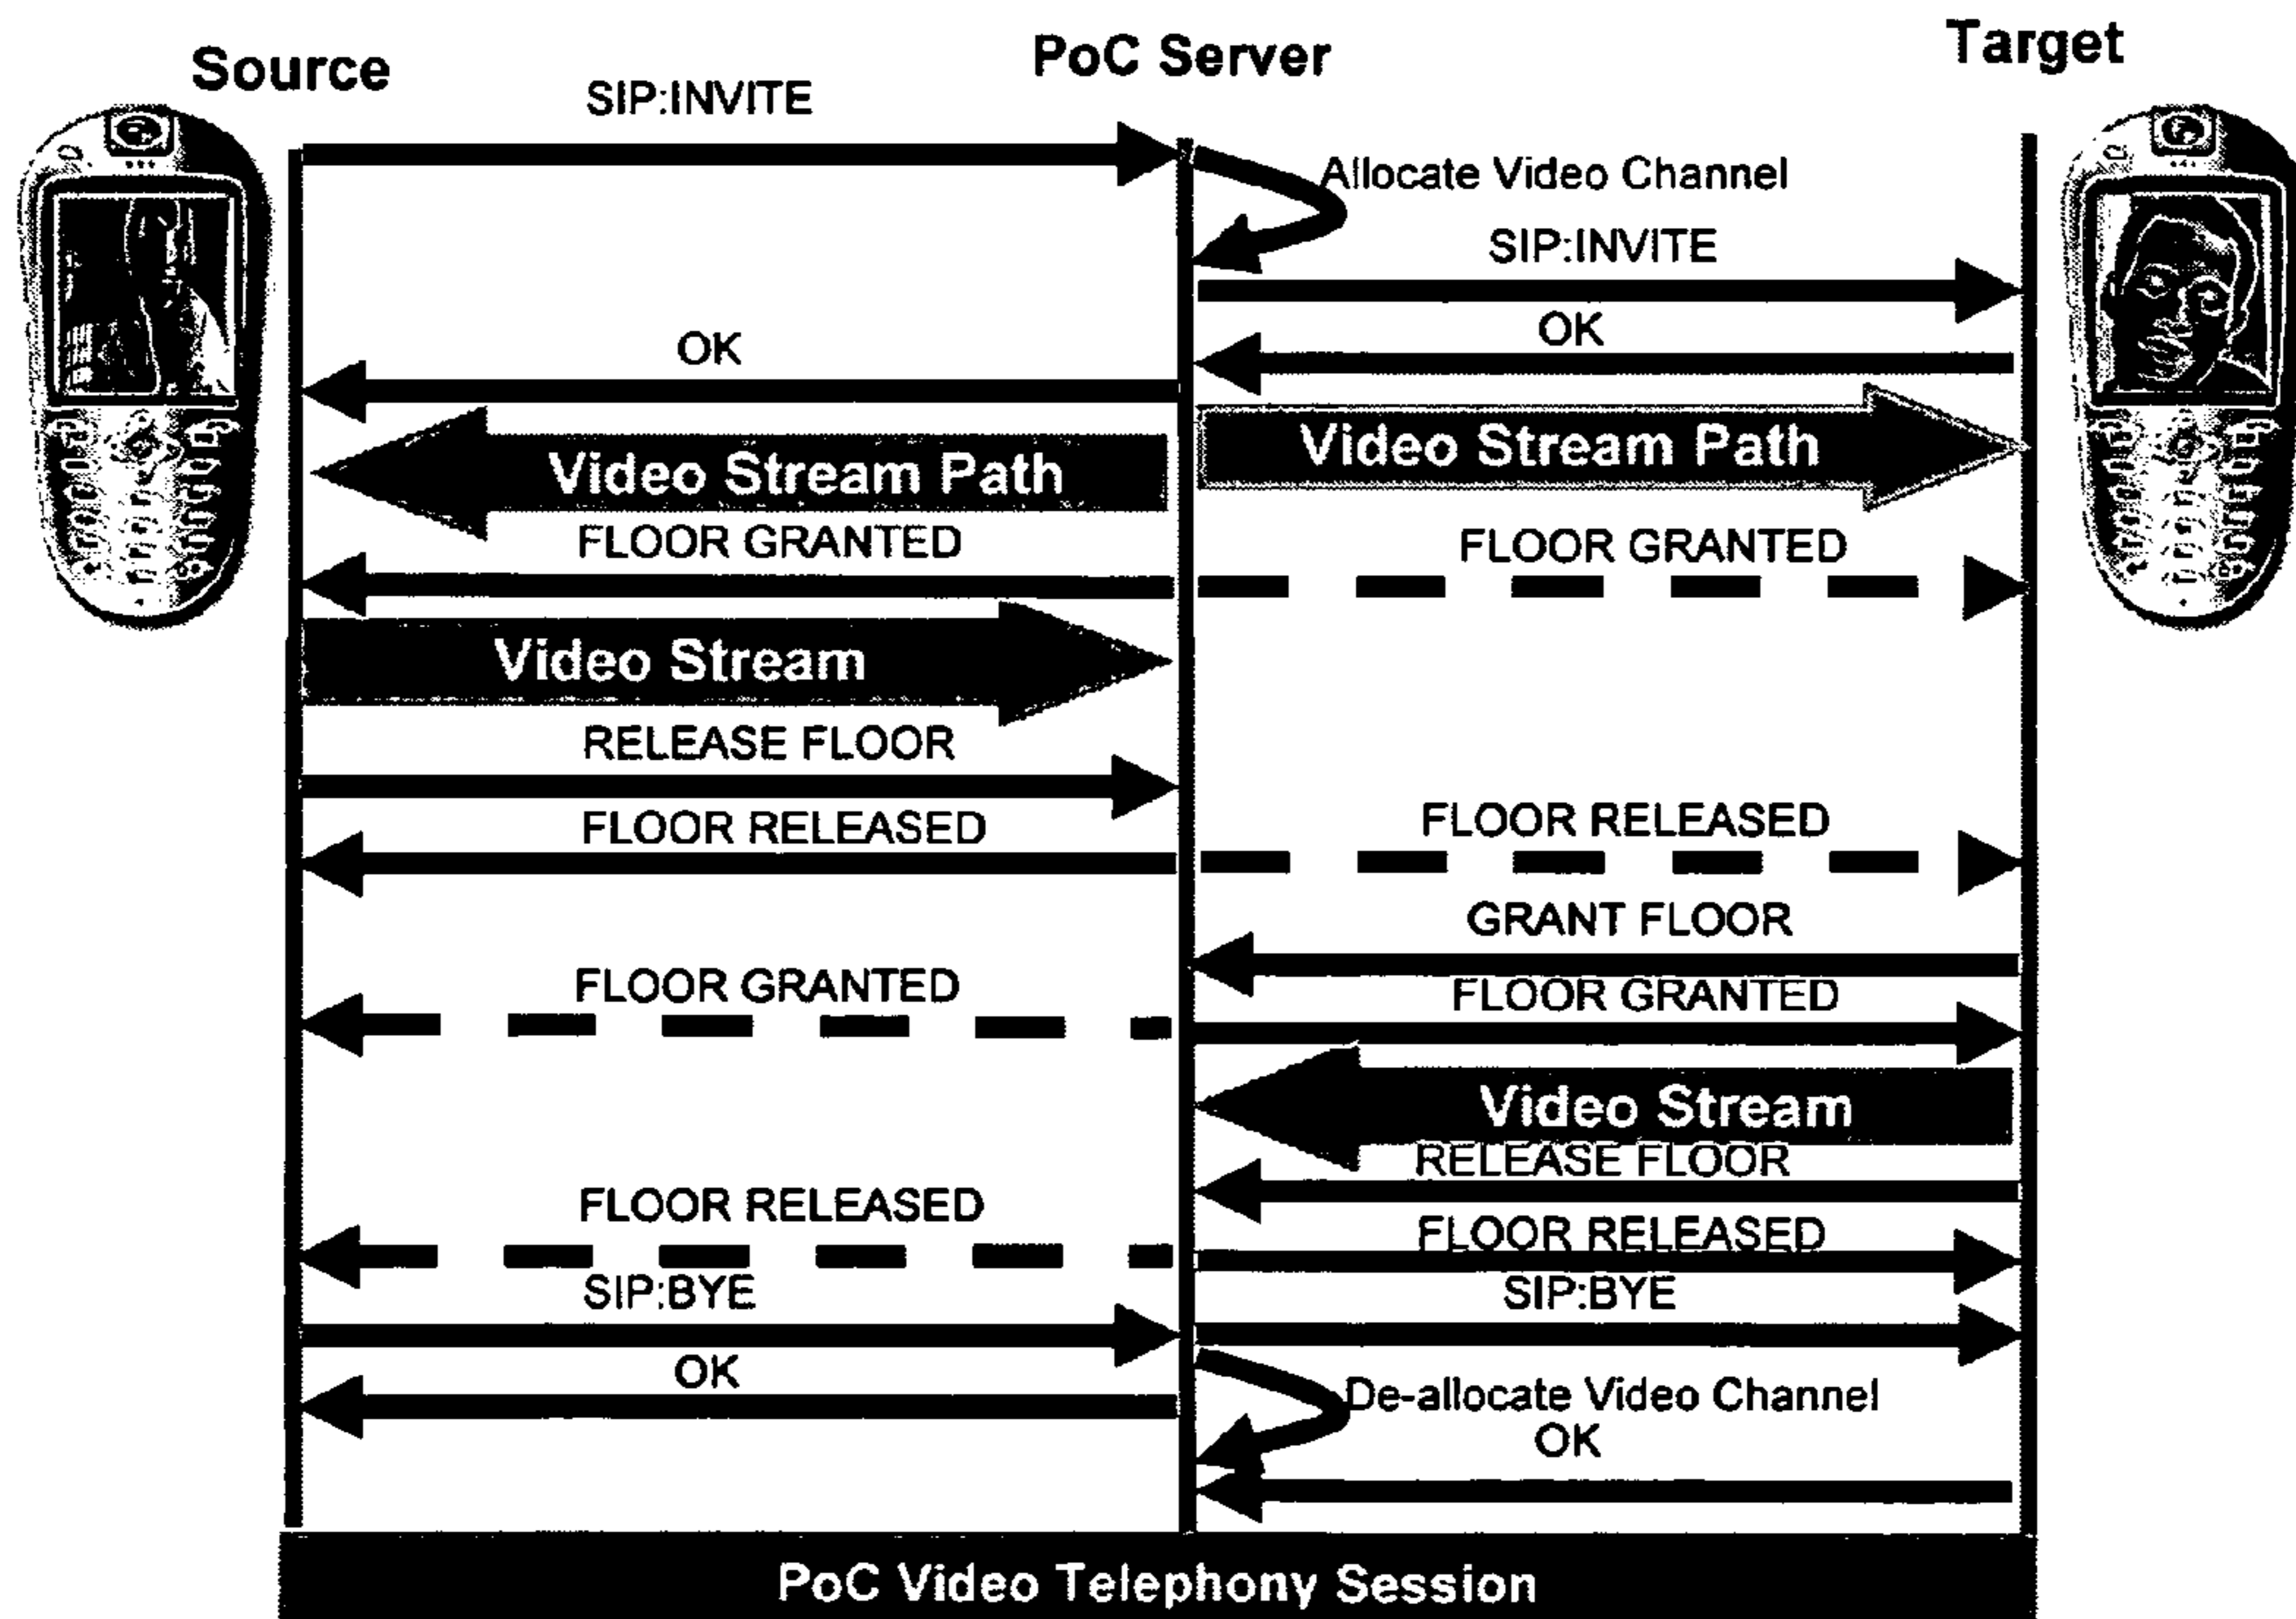 Source
PoC Server
Target
SIP:INVITE
Allocate Video Channel
SIP:INVITE
OK
OK
Video Stream Path
Video Stream Path
FLOOR GRANTED
FLOOR GRANTED
Video Stream
RELEASE FLOOR
FLOOR RELEASED
FLOOR RELEASED
GRANT FLOOR
FLOOR GRANTED
FLOOR GRANTED
Video Stream
RELEASE FLOOR
FLOOR RELEASED
FLOOR RELEASED
SIP:BYE
SIP:BYE
OK
De-allocate Video Channel
OK
PoC Video Telephony Session